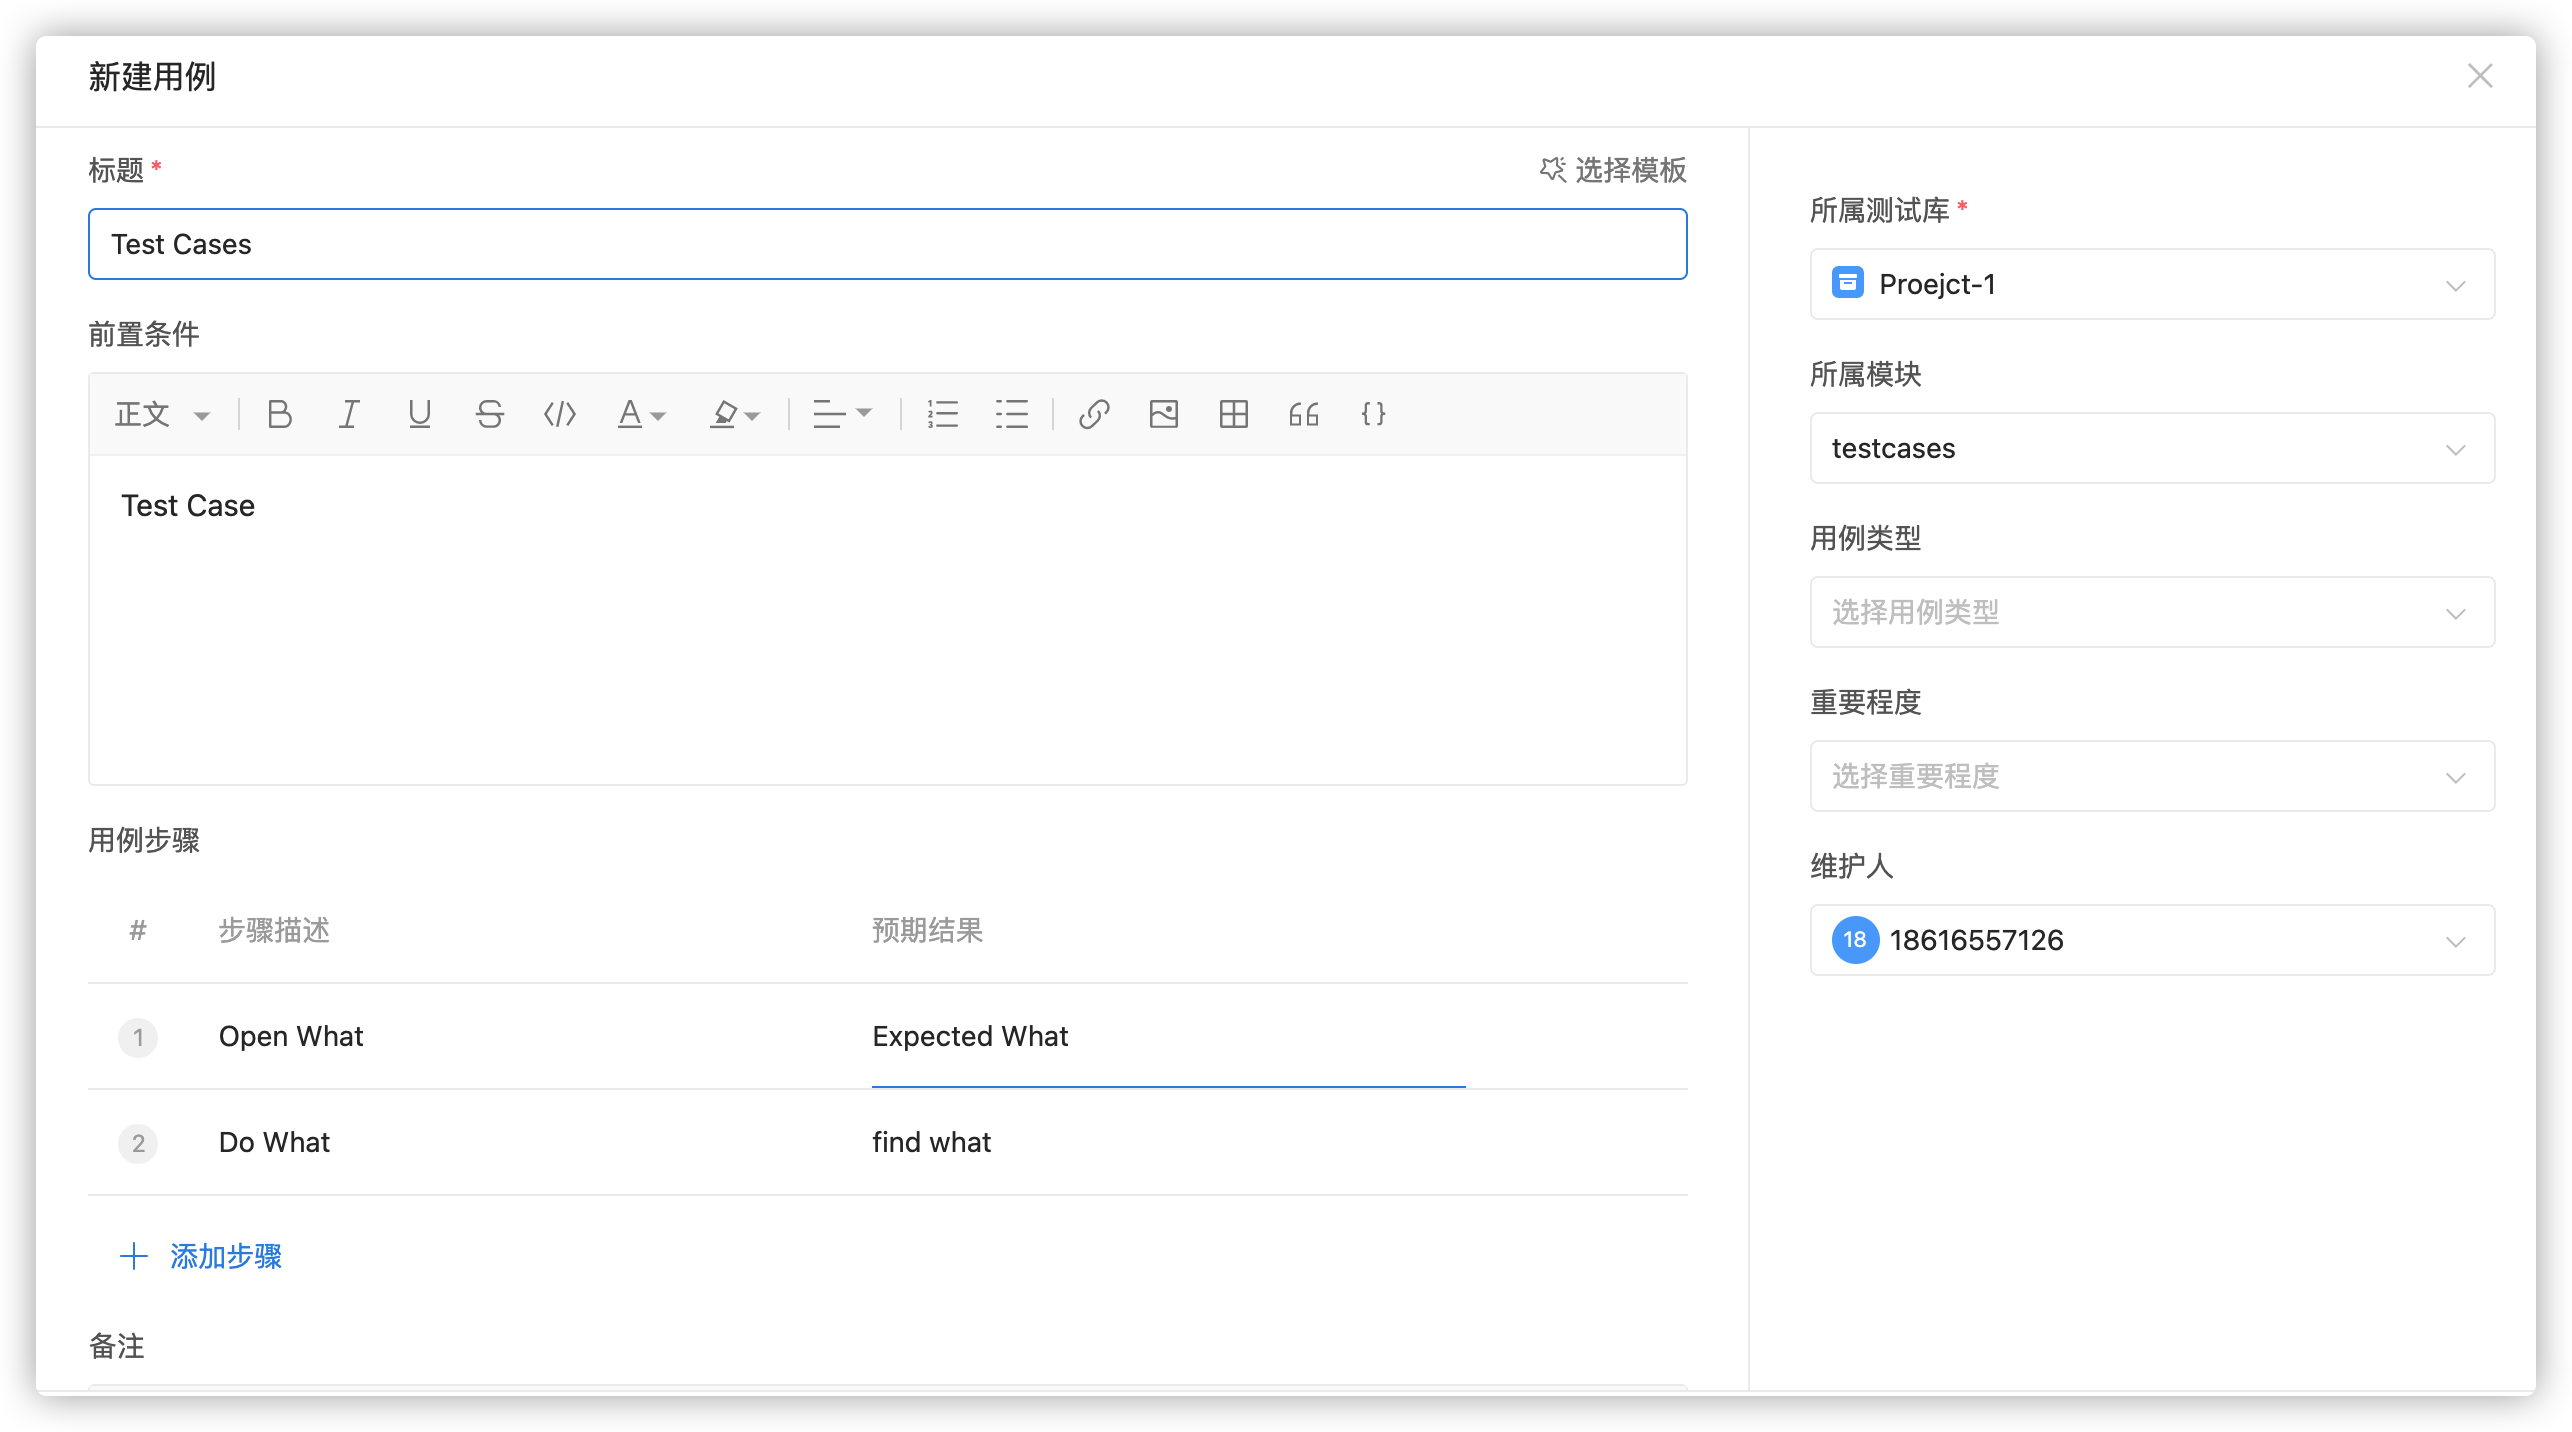 新建用例
标题 *
选择模板
Test Cases
前置条件
正文
Test Case
用例步骤
# 步骤描述 预期结果
1 Open What Expected What
2 Do What find what
添加步骤
备注
所属测试库 *
Proejct-1
所属模块
testcases
用例类型
选择用例类型
重要程度
选择重要程度
维护人
18 18616557126